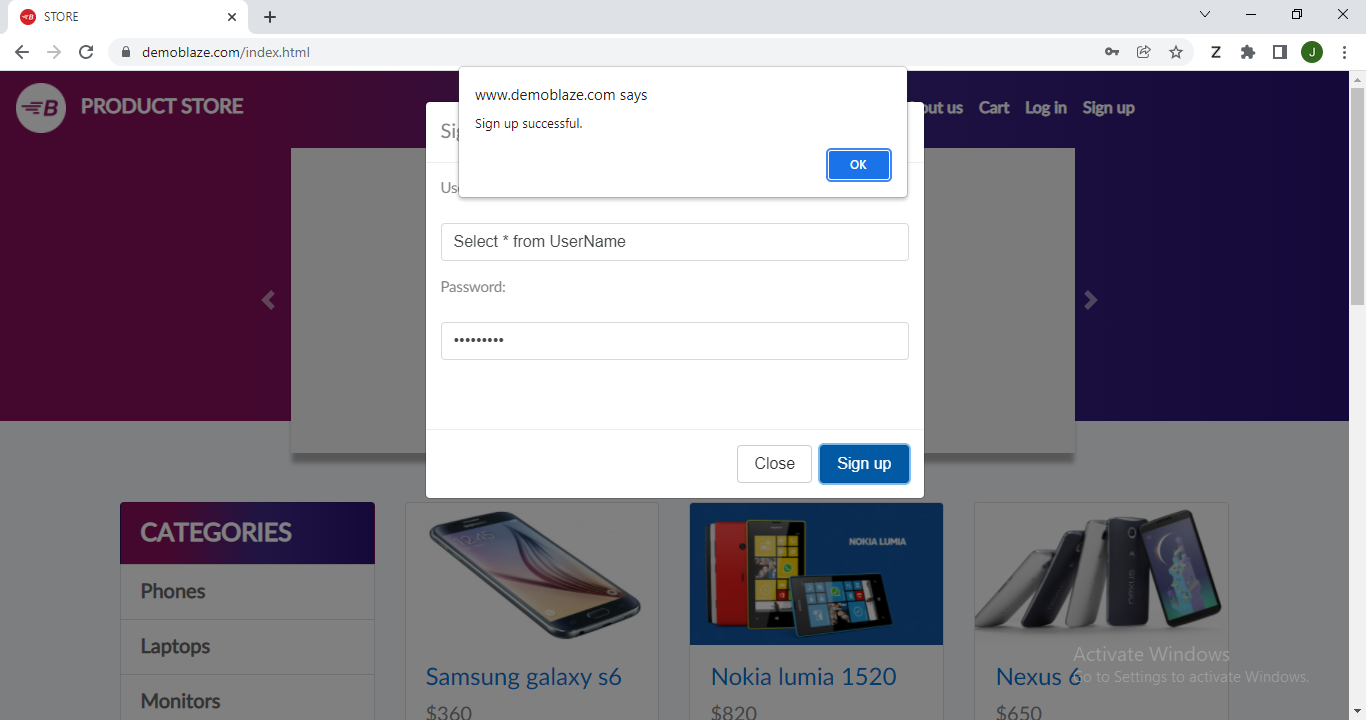 STORE
demoblaze.com/index.html
Z
J
B
PRODUCT STORE
out us Cart Log in Sign up
www.demoblaze.com says
Sign up successful.
OK
Select * from UserName
Password:
•••••••••
Close
Sign up
CATEGORIES
Phones
Laptops
Monitors
NOKIA LUMIA
nexus
Samsung galaxy s6
Nokia lumia 1520
Nexus 6
$360
$820
$650
Activate Windows
Go to Settings to activate Windows.